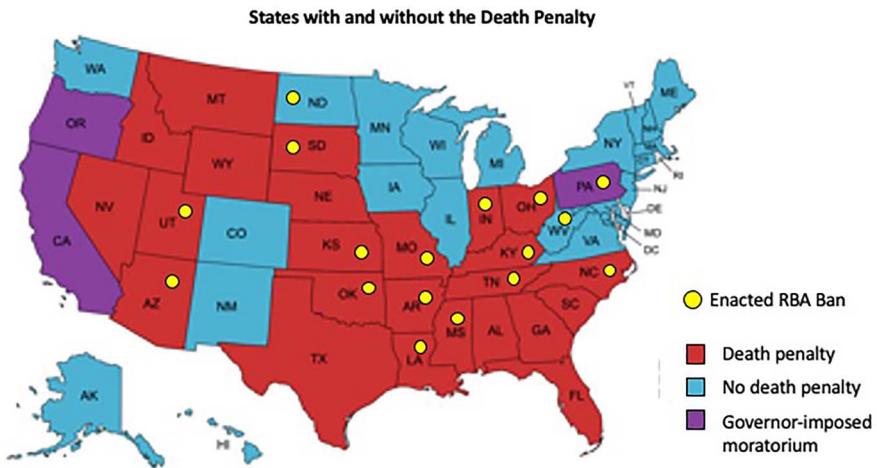 States with and without the Death Penalty
WA
OR
CA
ID
NV
MT
WY
UT
AZ
CO
NM
ND
SD
NE
KS
OK
TX
MN
IA
MO
AR
LA
WI
IL
MI
IN
OH
KY
TN
MS
AL
GA
FL
SC
NC
VA
WV
PA
NY
VT
NH
ME
RI
NJ
DE
MD
DC
AK
HI
Enacted RBA Ban
Death penalty
No death penalty
Governor-imposed
moratorium